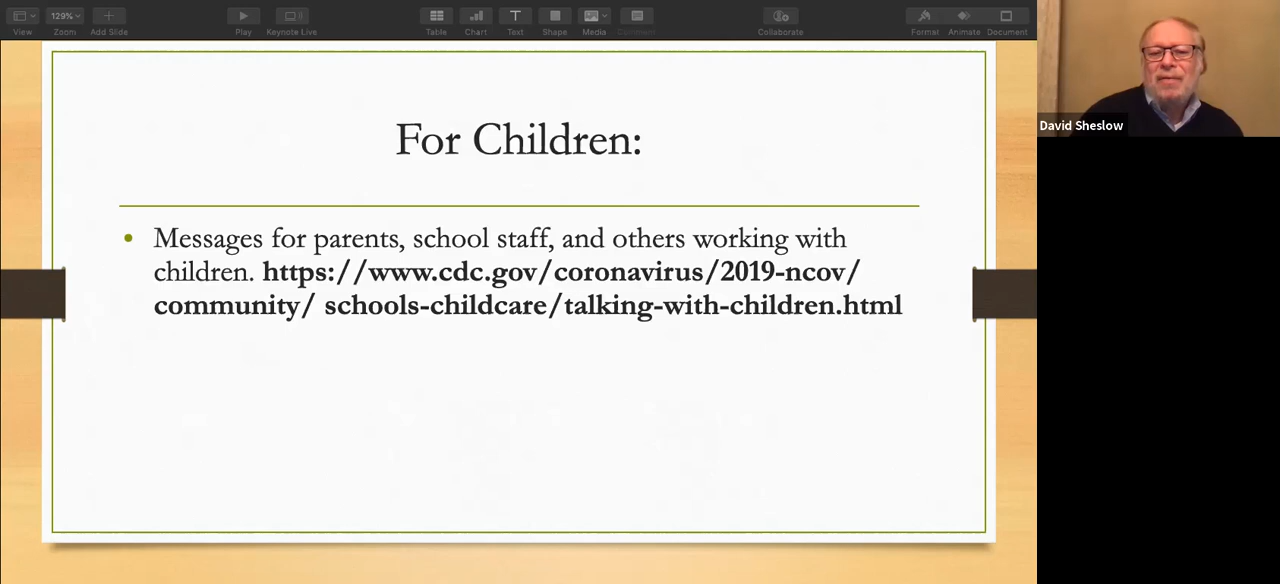 129%
View
Zoom
Add Slide
Play
Keynote Live
Table
Chart
Text
Shape
Media
Comment
Collaborate
Format
Animate
Document
David Sheslow
For Children:
• Messages for parents, school staff, and others working with
children. https://www.cdc.gov/coronavirus/2019-ncov/
community/ schools-childcare/talking-with-children.html